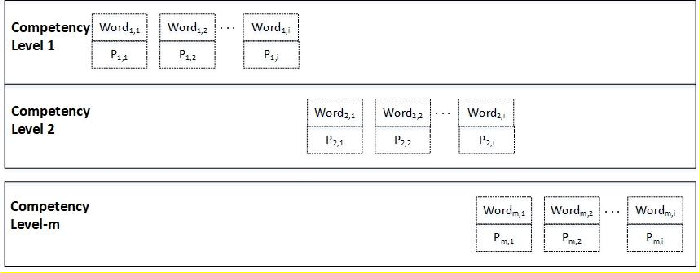 Competency Level 1
Word1,1 Word1,2 ... Word1,i
P1,1 P1,2 P1,i
Competency Level 2
Word2,1 Word2,2 ... Word2,i
P2,1 P2,2 P2,i
Competency Level-m
Wordm,1 Wordm,2 ... Wordm,i
Pm,1 Pm,2 Pm,i